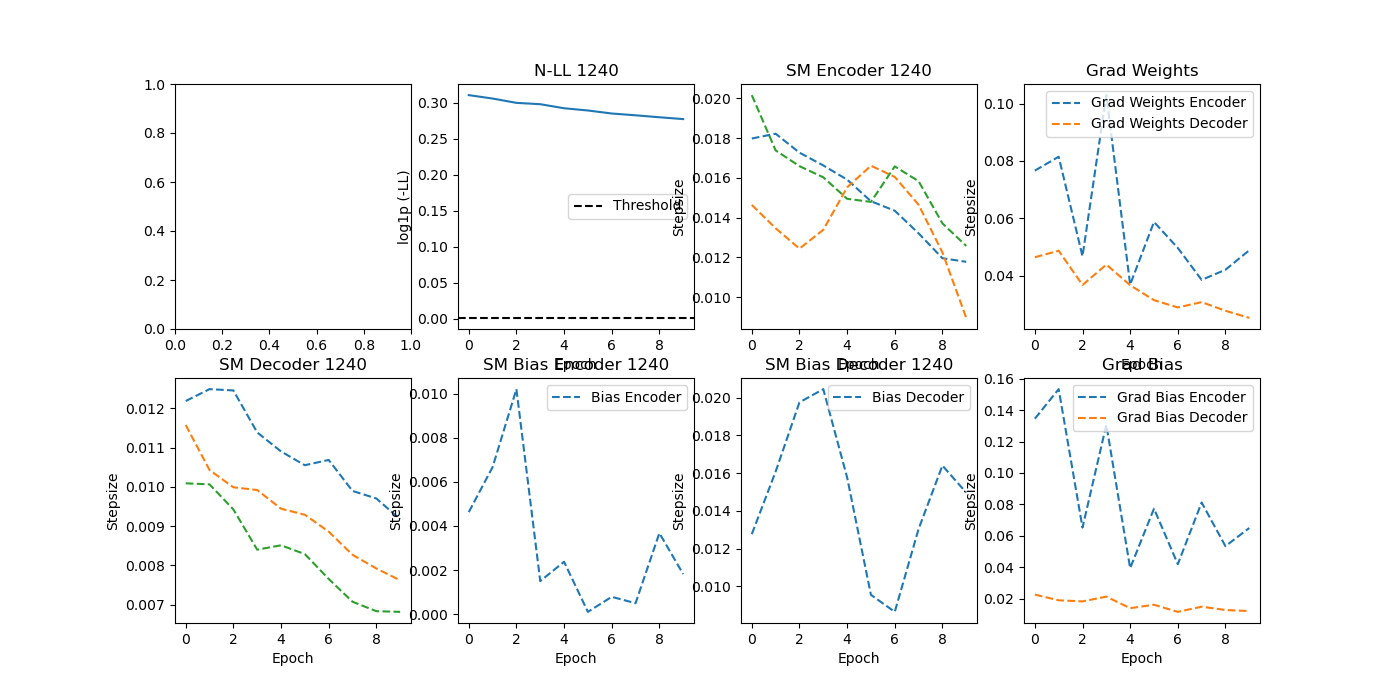 N-LL 1240
SM Encoder 1240
Grad Weights
1.0
0.8
0.6
0.4
0.2
0.0
0.0 0.2 0.4 0.6 0.8 1.0
log1p (-LL)
0.30
0.25
0.20
0.15
0.10
0.05
0.00
Threshold
0 2 4 6 8
Epoch
Stepsize
0.020
0.018
0.016
0.014
0.012
0.010
0 2 4 6 8
Epoch
Stepsize
0.10
0.08
0.06
0.04
Grad Weights Encoder
Grad Weights Decoder
0 2 4 6 8
Epoch
SM Decoder 1240
SM Bias Encoder 1240
SM Bias Decoder 1240
Grad Bias
Stepsize
0.012
0.011
0.010
0.009
0.008
0.007
0 2 4 6 8
Epoch
Stepsize
0.010
0.008
0.006
0.004
0.002
0.000
Bias Encoder
0 2 4 6 8
Epoch
Stepsize
0.020
0.018
0.016
0.014
0.012
0.010
Bias Decoder
0 2 4 6 8
Epoch
Stepsize
0.16
0.14
0.12
0.10
0.08
0.06
0.04
0.02
Grad Bias Encoder
Grad Bias Decoder
0 2 4 6 8
Epoch